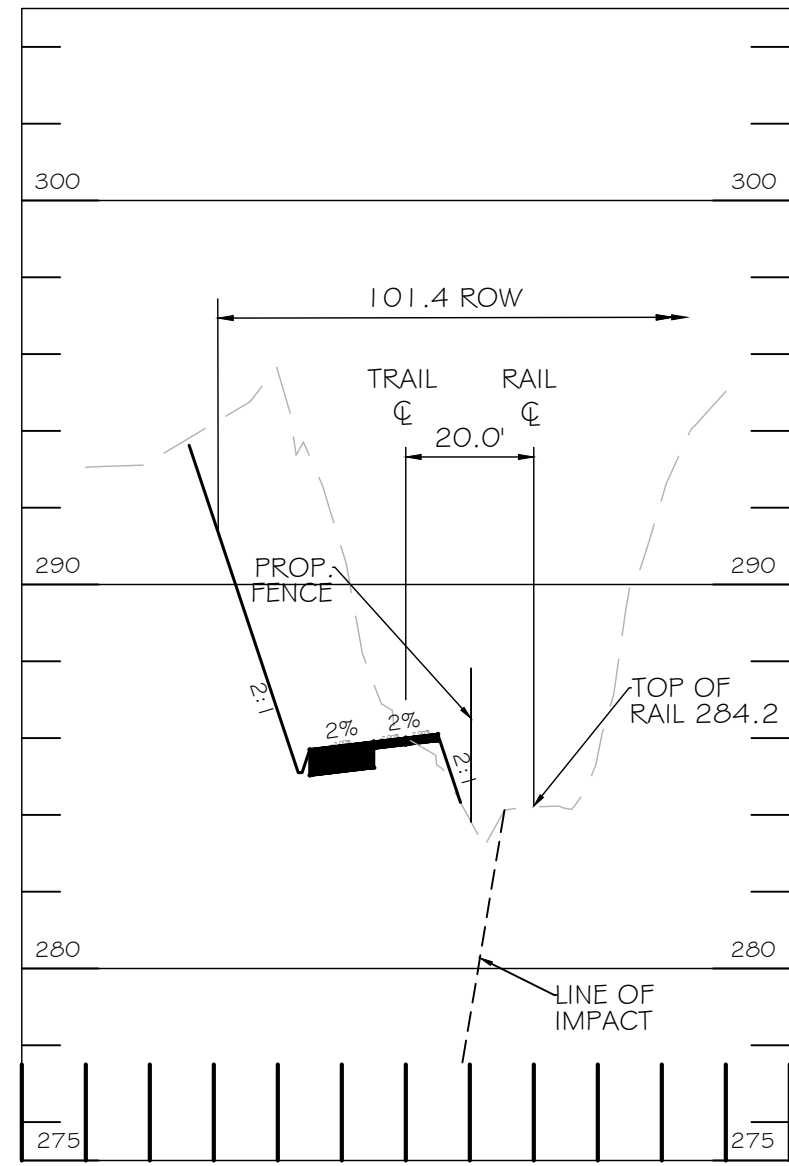 300 300
101.4 ROW
TRAIL RAIL
℄ ℄
20.0'
290 290
PROP.
FENCE
2:1
2% 2%
2:1
TOP OF
RAIL 284.2
280 280
LINE OF
IMPACT
275 275